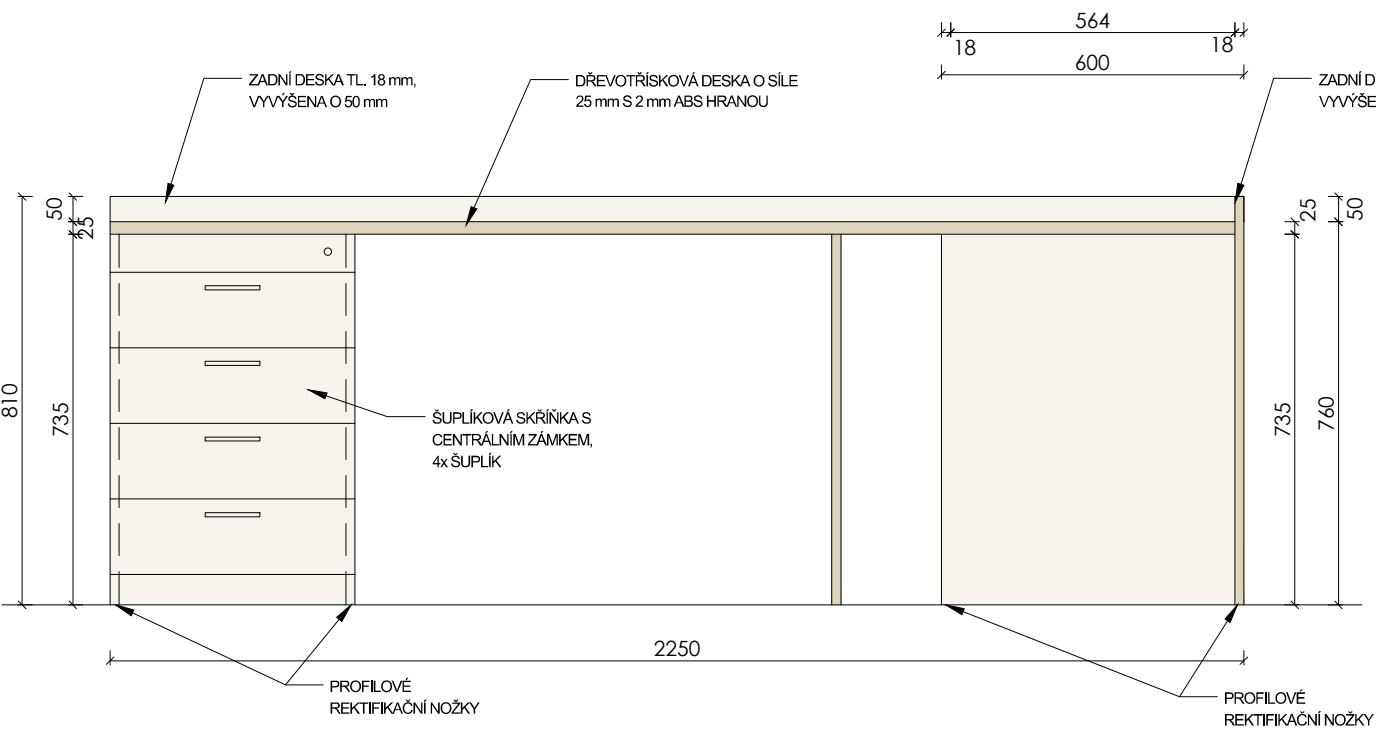 564
18
18
600
ZADNÍ DESKA TL. 18 mm,
VYVÝŠENA O 50 mm
DŘEVOTŘÍSKOVÁ DESKA O SÍLE
25 mm S 2 mm ABS HRANOU
ZADNÍ D
VYVÝŠE
50
25
810
735
25
50
735
760
ŠUPLÍKOVÁ SKŘÍŇKA S
CENTRÁLNÍM ZÁMKEM,
4x ŠUPLÍK
2250
PROFILOVÉ
REKTIFIKAČNÍ NOŽKY
PROFILOVÉ
REKTIFIKAČNÍ NOŽKY